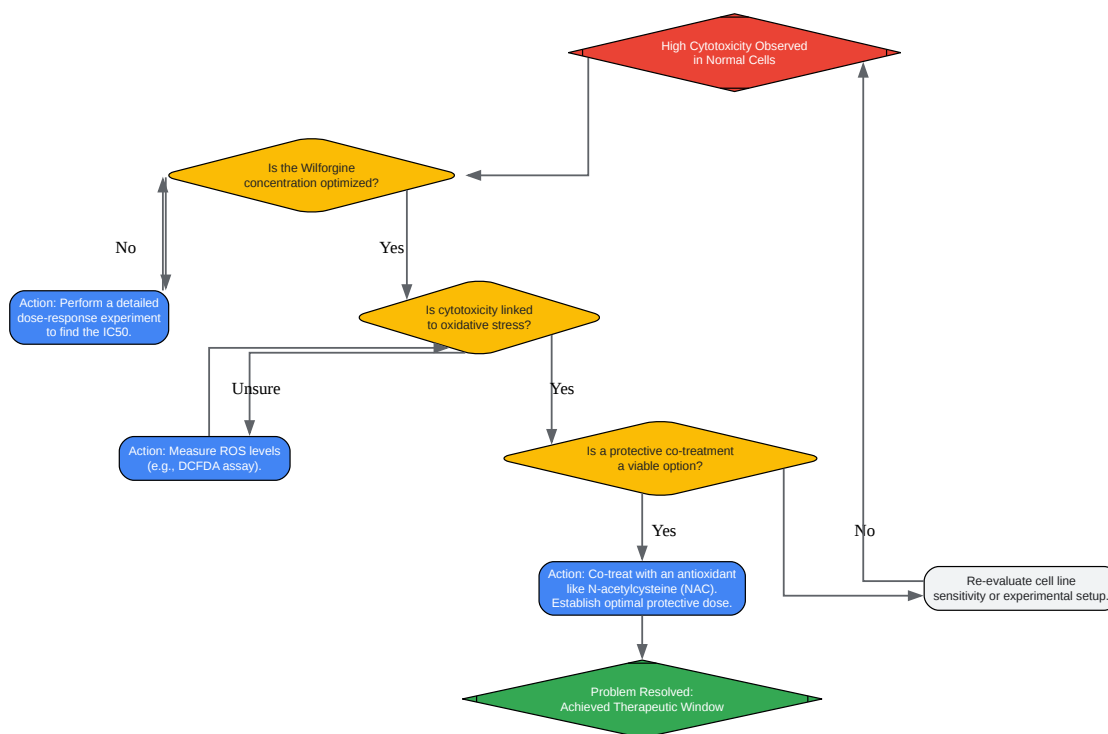 High Cytotoxicity Observed
in Normal Cells
Is the Wilforgine
concentration optimized?
No
Yes
Action: Perform a detailed
dose-response experiment
to find the IC50.
Is cytotoxicity linked
to oxidative stress?
Unsure
Yes
Action: Measure ROS levels
(e.g., DCFDA assay).
Is a protective co-treatment
a viable option?
Yes
No
Action: Co-treat with an antioxidant
like N-acetylcysteine (NAC).
Establish optimal protective dose.
Re-evaluate cell line
sensitivity or experimental setup.
Problem Resolved:
Achieved Therapeutic Window